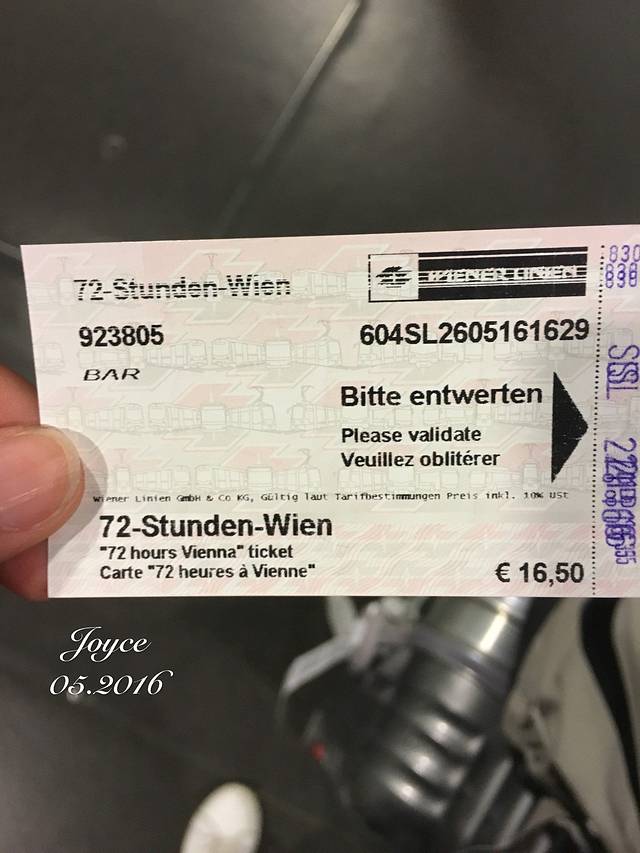 72-Stunden-Wien
WIENER LINIEN
923805
604SL2605161629
BAR
Bitte entwerten
Please validate
Veuillez oblitérer
Wiener Linien GmbH & Co KG, Gültig laut Tarifbestimmungen Preis inkl. 10% USt
72-Stunden-Wien
"72 hours Vienna" ticket
Carte "72 heures à Vienne"
€ 16,50
830
Joyce
05.2016